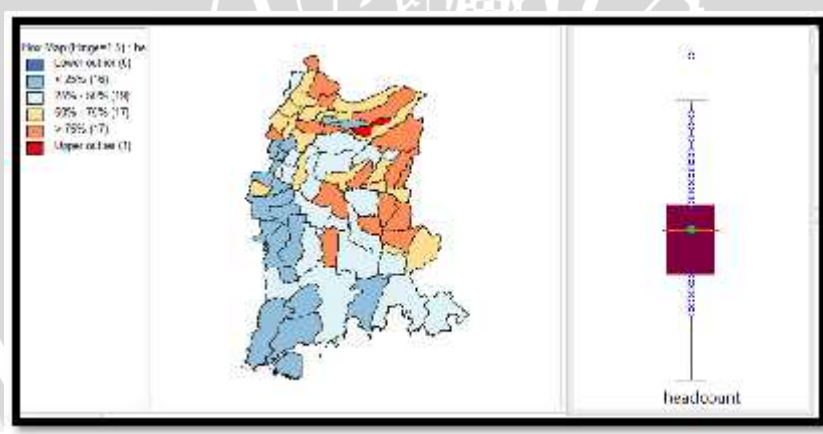 Box Map (Hinge=1.5) : he
Lower outlier (0)
< 25% (16)
25% - 50% (19)
50% - 75% (17)
> 75% (17)
Upper outlier (1)
headcount